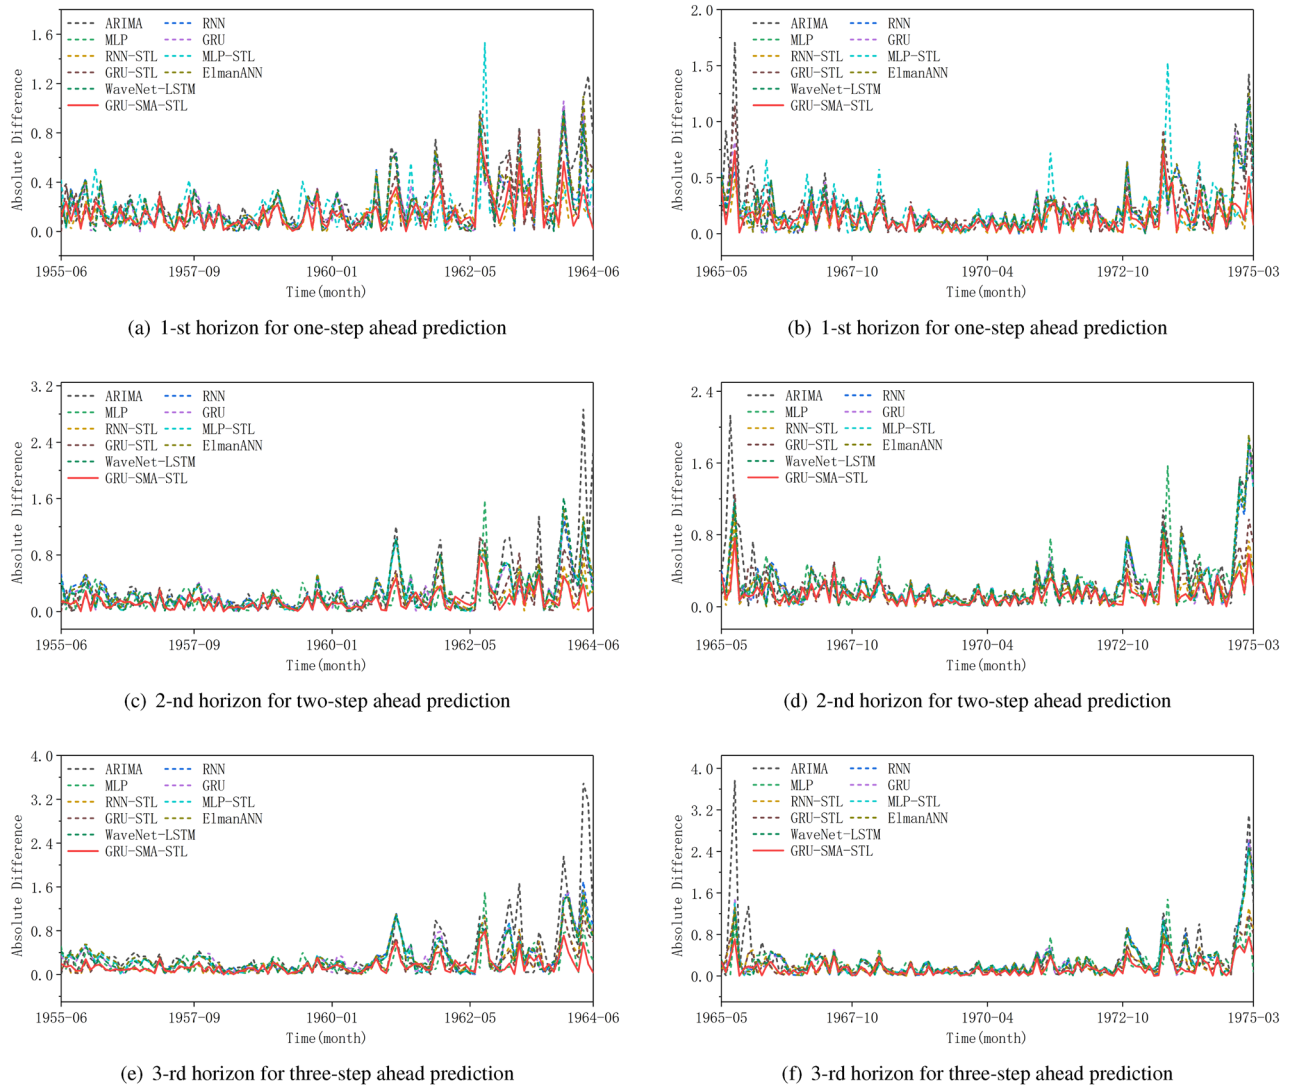 ARIMA RNN
MLP GRU
RNN-STL MLP-STL
GRU-STL ElmanANN
WaveNet-LSTM
GRU-SMA-STL
1.6
1.2
0.8
0.4
0.0
Absolute Difference
1955-06 1957-09 1960-01 1962-05 1964-06
Time(month)
(a) 1-st horizon for one-step ahead prediction
ARIMA RNN
MLP GRU
RNN-STL MLP-STL
GRU-STL ElmanANN
WaveNet-LSTM
GRU-SMA-STL
2.0
1.5
1.0
0.5
0.0
Absolute Difference
1965-05 1967-10 1970-04 1972-10 1975-03
Time(month)
(b) 1-st horizon for one-step ahead prediction
ARIMA RNN
MLP GRU
RNN-STL MLP-STL
GRU-STL ElmanANN
WaveNet-LSTM
GRU-SMA-STL
3.2
2.4
1.6
0.8
0.0
Absolute Difference
1955-06 1957-09 1960-01 1962-05 1964-06
Time(month)
(c) 2-nd horizon for two-step ahead prediction
ARIMA RNN
MLP GRU
RNN-STL MLP-STL
GRU-STL ElmanANN
WaveNet-LSTM
GRU-SMA-STL
2.4
1.6
0.8
0.0
Absolute Difference
1965-05 1967-10 1970-04 1972-10 1975-03
Time(month)
(d) 2-nd horizon for two-step ahead prediction
ARIMA RNN
MLP GRU
RNN-STL MLP-STL
GRU-STL ElmanANN
WaveNet-LSTM
GRU-SMA-STL
4.0
3.2
2.4
1.6
0.8
0.0
Absolute Difference
1955-06 1957-09 1960-01 1962-05 1964-06
Time(month)
(e) 3-rd horizon for three-step ahead prediction
ARIMA RNN
MLP GRU
RNN-STL MLP-STL
GRU-STL ElmanANN
WaveNet-LSTM
GRU-SMA-STL
4.0
3.2
2.4
1.6
0.8
0.0
Absolute Difference
1965-05 1967-10 1970-04 1972-10 1975-03
Time(month)
(f) 3-rd horizon for three-step ahead prediction